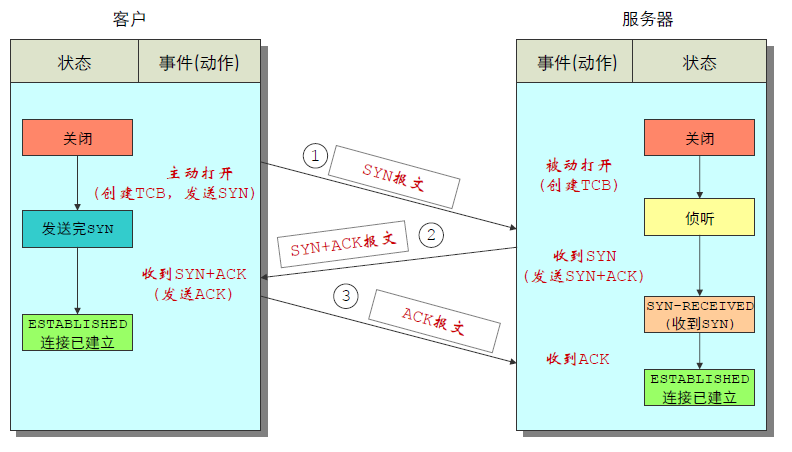 客户
服务器
状态
事件(动作)
事件(动作)
状态
关闭
主动打开
(创建TCB，发送SYN)
发送完SYN
收到SYN+ACK
(发送ACK)
ESTABLISHED
连接已建立
① SYN报文
SYN+ACK报文 ②
③ ACK报文
被动打开
(创建TCB)
收到SYN
(发送SYN+ACK)
收到ACK
关闭
侦听
SYN-RECEIVED
(收到SYN)
ESTABLISHED
连接已建立